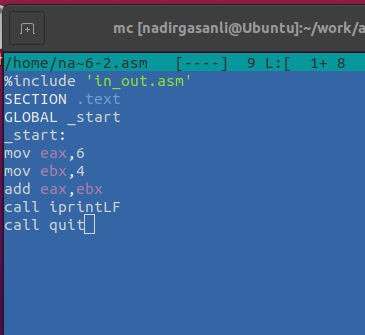 mc [nadirgasanli@Ubuntu]:~/work/a
/home/na~6-2.asm   [----]  9 L:[  1+ 8
%include 'in_out.asm'
SECTION .text
GLOBAL _start
_start:
mov eax,6
mov ebx,4
add eax,ebx
call iprintLF
call quit